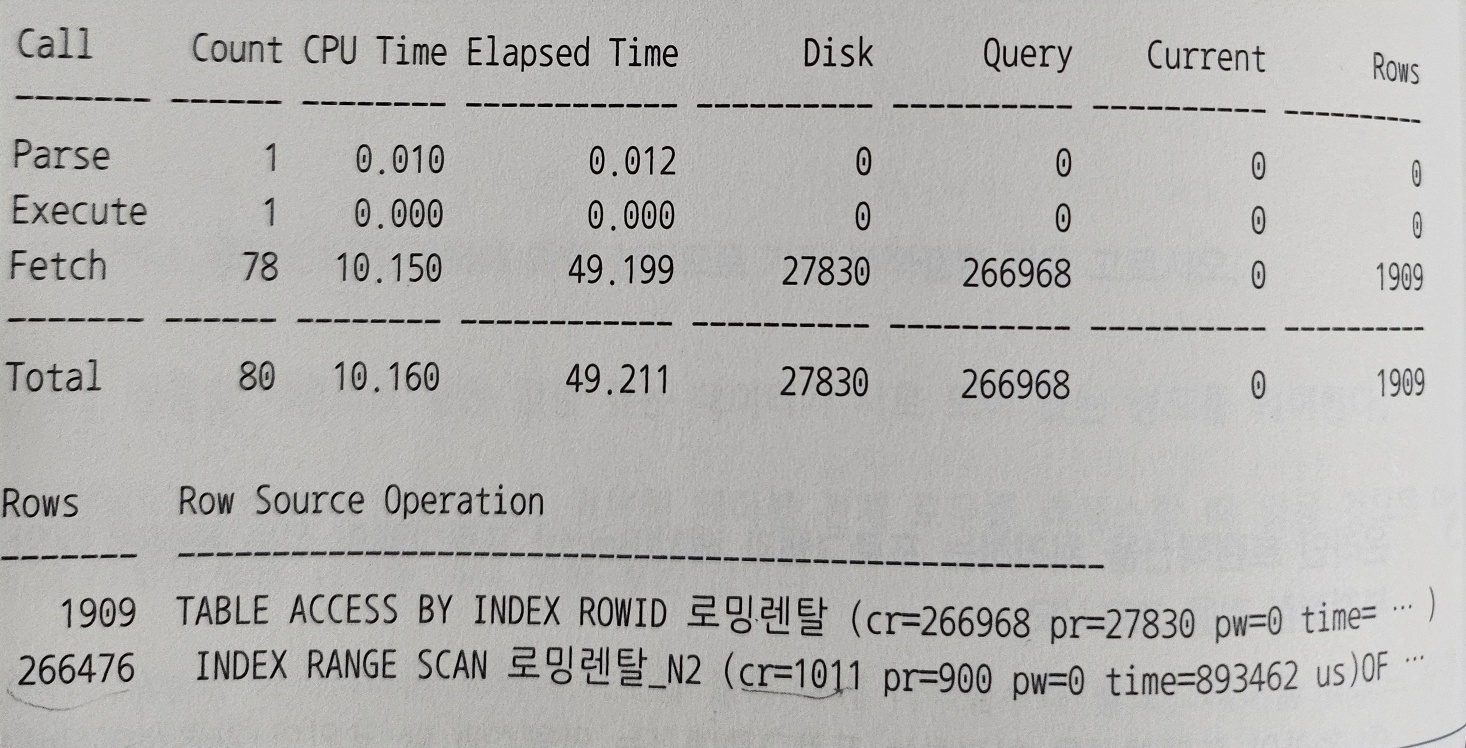 Call Count CPU Time Elapsed Time Disk Query Current Rows
------- ------ -------- ------------ ---------- ---------- ---------- ----------
Parse 1 0.010 0.012 0 0 0 0
Execute 1 0.000 0.000 0 0 0 0
Fetch 78 10.150 49.199 27830 266968 0 1909
------- ------ -------- ------------ ---------- ---------- ---------- ----------
Total 80 10.160 49.211 27830 266968 0 1909
Rows Row Source Operation
------- ---------------------------------------------------
1909 TABLE ACCESS BY INDEX ROWID 로밍렌탈 (cr=266968 pr=27830 pw=0 time= … )
266476 INDEX RANGE SCAN 로밍렌탈_N2 (cr=1011 pr=900 pw=0 time=893462 us)OF …